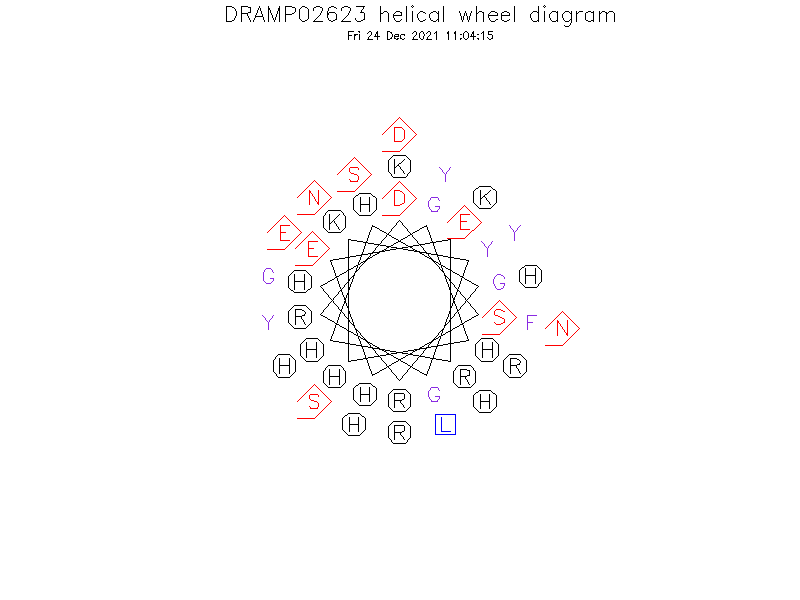 DRAMP02623 helical wheel diagram
Fri 24 Dec 2021 11:04:15
D
K
S Y
N H D G K
K E
E E Y Y
G H G H
Y R S F N
H H
H H R R
S H R G H
H R L